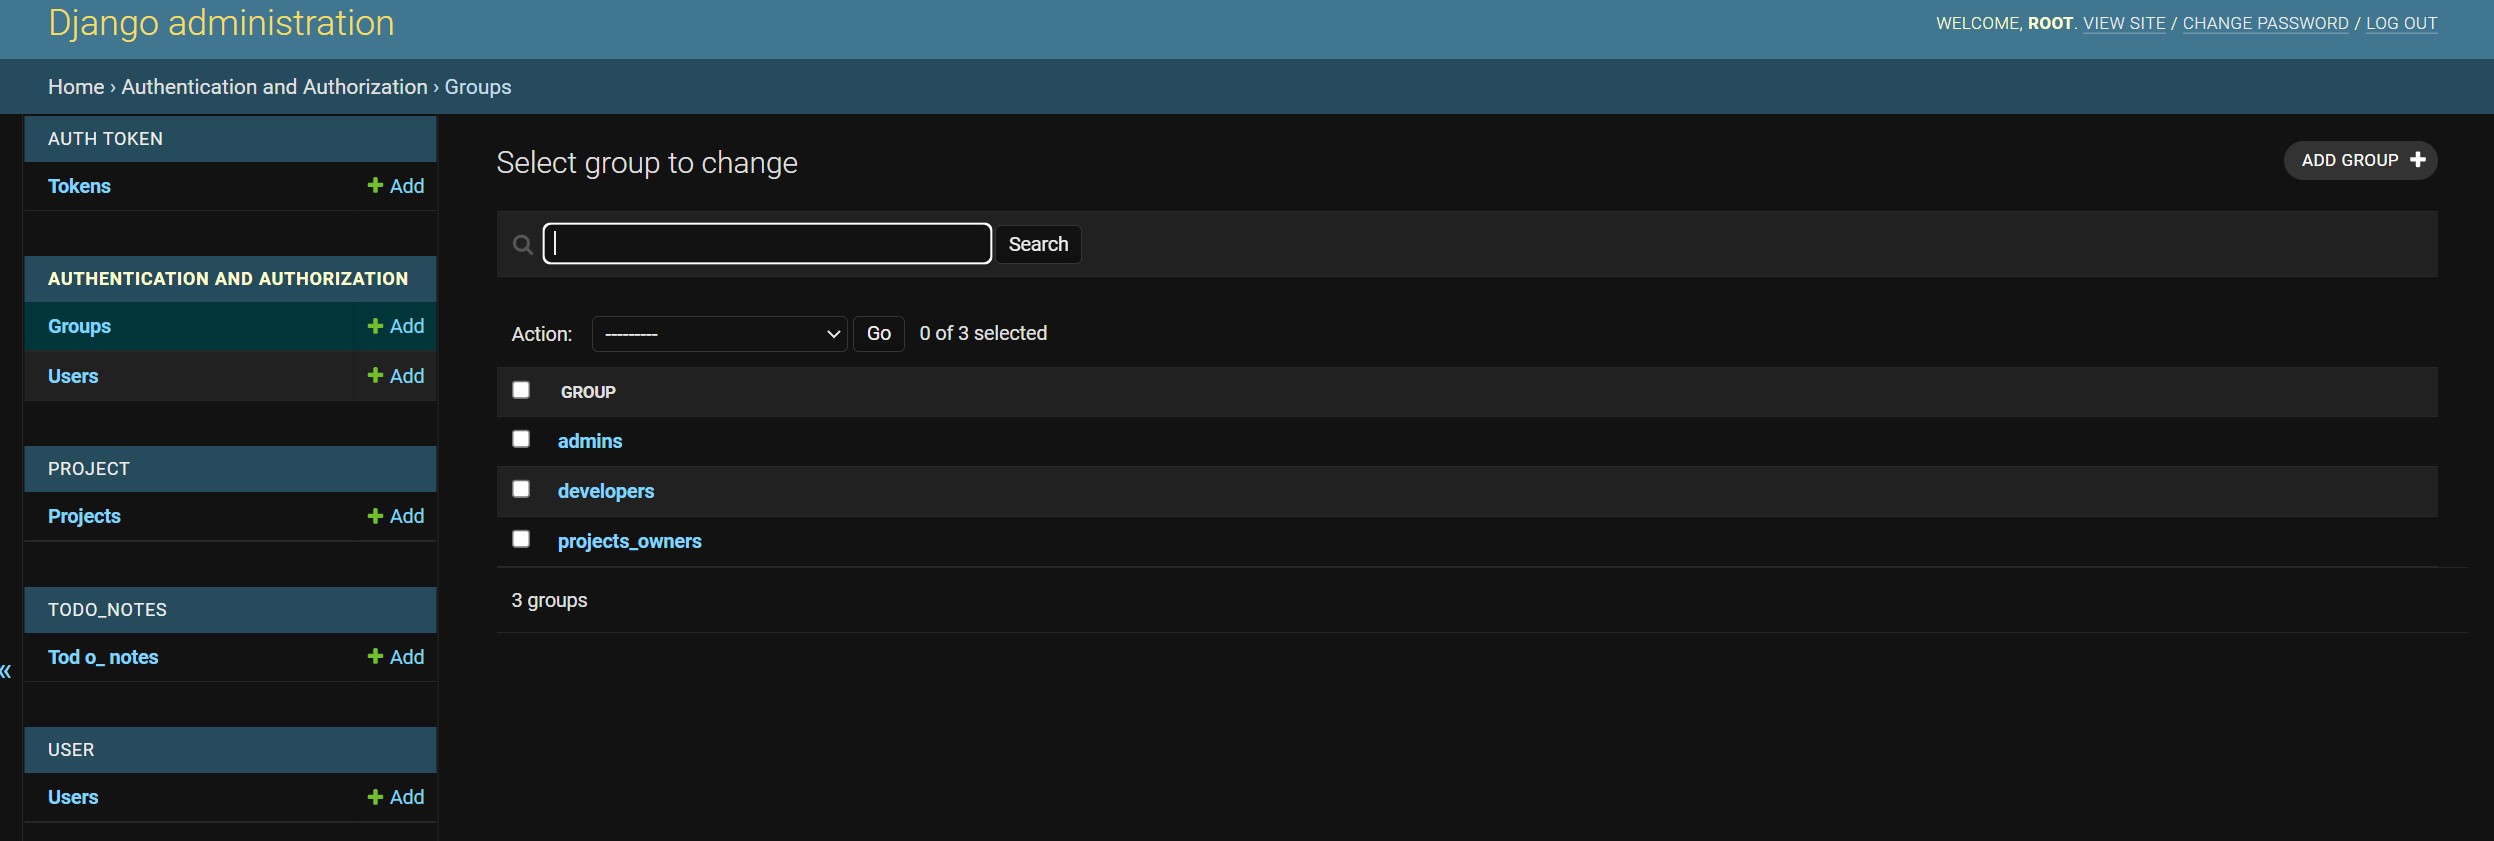 Django administration
WELCOME, ROOT. VIEW SITE / CHANGE PASSWORD / LOG OUT
Home › Authentication and Authorization › Groups
AUTH TOKEN
Tokens + Add
AUTHENTICATION AND AUTHORIZATION
Groups + Add
Users + Add
PROJECT
Projects + Add
TODO_NOTES
Tod o_ notes + Add
USER
Users + Add
«
Select group to change
ADD GROUP +
Search
Action: --------- Go 0 of 3 selected
GROUP
admins
developers
projects_owners
3 groups